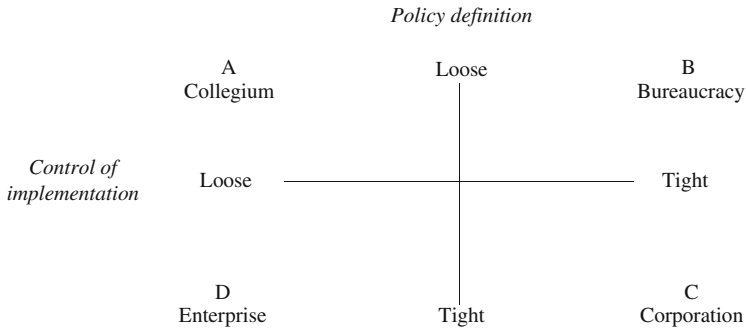 Policy definition
A
Loose
B
Collegium
Bureaucracy
Control of
implementation
Loose
Tight
D
C
Enterprise
Tight
Corporation